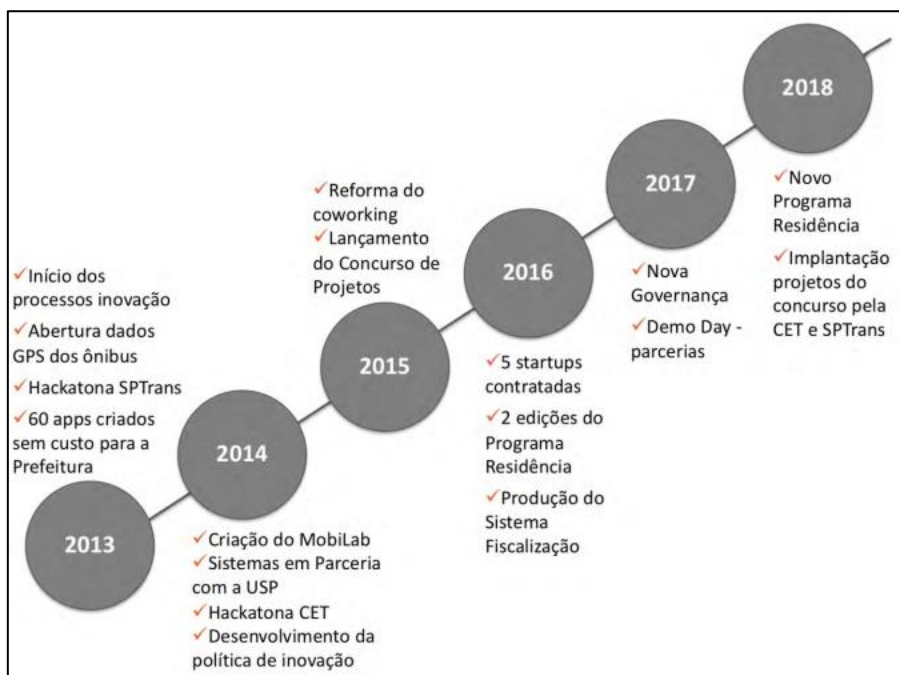 2013
✓Início dos
processos inovação
✓Abertura dados
GPS dos ônibus
✓Hackatona SPTrans
✓60 apps criados
sem custo para a
Prefeitura
2014
✓Criação do MobiLab
✓Sistemas em Parceria
com a USP
✓Hackatona CET
✓Desenvolvimento da
política de inovação
2015
✓Reforma do
coworking
✓Lançamento
do Concurso de
Projetos
2016
✓5 startups
contratadas
✓2 edições do
Programa
Residência
✓Produção do
Sistema
Fiscalização
2017
✓Nova
Governança
✓Demo Day -
parcerias
2018
✓Novo
Programa
Residência
✓Implantação
projetos do
concurso pela
CET e SPTrans